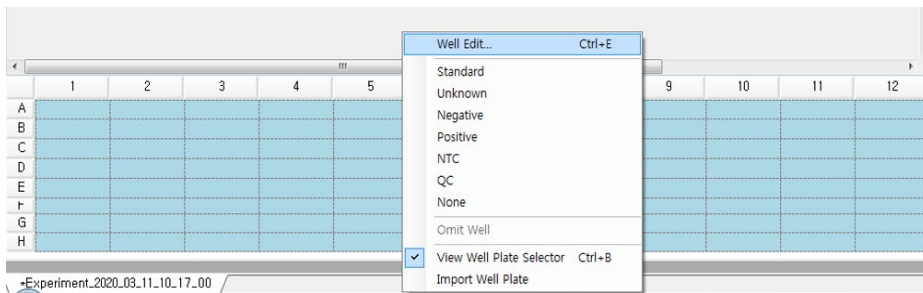 Well Edit... Ctrl+E
1 2 3 4 5 9 10 11 12
Standard
Unknown
Negative
Positive
NTC
QC
None
Omit Well
View Well Plate Selector Ctrl+B
Import Well Plate
A
B
C
D
E
F
G
H
*Experiment_2020_03_11_10_17_00